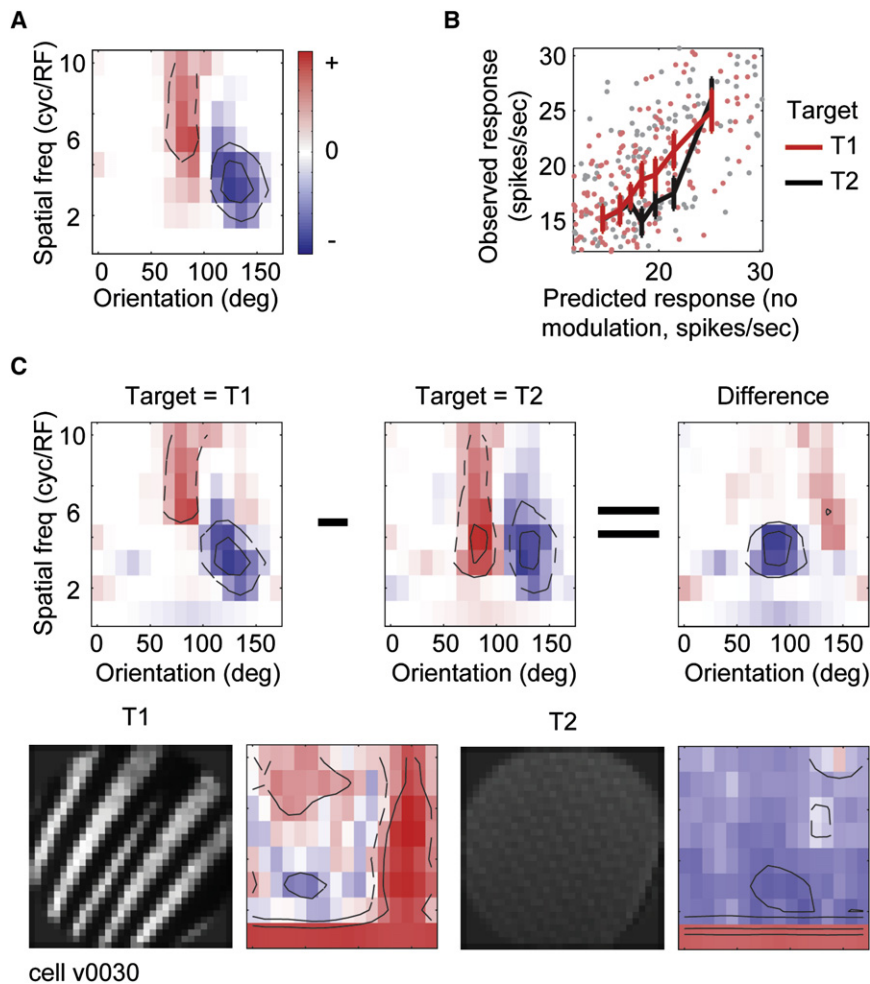 A
Spatial freq (cyc/RF)
10
6
2
0 50 100 150
Orientation (deg)
+
0
-
B
Observed response
(spikes/sec)
30
25
20
15
20 30
Predicted response (no
modulation, spikes/sec)
Target
T1
T2
C
Target = T1
Spatial freq (cyc/RF)
10
6
2
0 50 100 150
Orientation (deg)
Target = T2
0 50 100 150
Orientation (deg)
Difference
0 50 100 150
Orientation (deg)
T1
T2
cell v0030